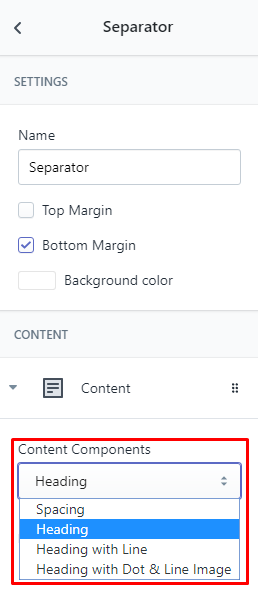 Separator
SETTINGS
Name
Separator
Top Margin
Bottom Margin
Background color
CONTENT
Content
Content Components
Heading
Spacing
Heading
Heading with Line
Heading with Dot & Line Image